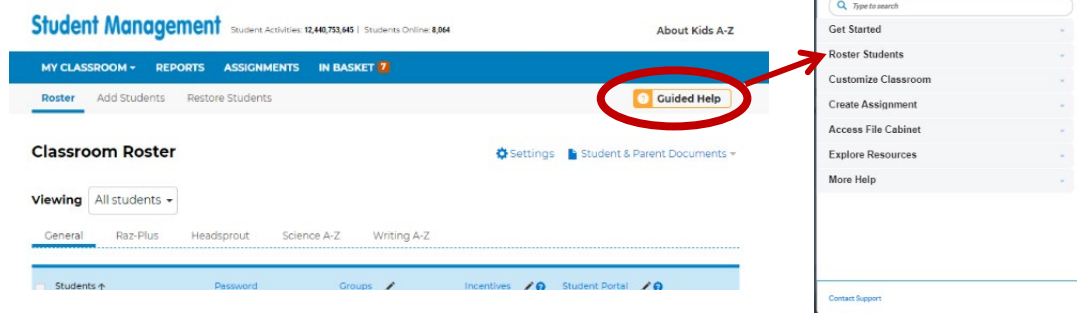 Student Management Student Activities: 12,440,753,645 | Students Online: 8,064 About Kids A-Z
MY CLASSROOM REPORTS ASSIGNMENTS IN BASKET 7
Roster Add Students Restore Students ? Guided Help
Classroom Roster Settings Student & Parent Documents
Viewing All students
General Raz-Plus Headsprout Science A-Z Writing A-Z
Students Password Groups Incentives ? Student Portal ?
Type to search
Get Started
Roster Students
Customize Classroom
Create Assignment
Access File Cabinet
Explore Resources
More Help
Contact Support